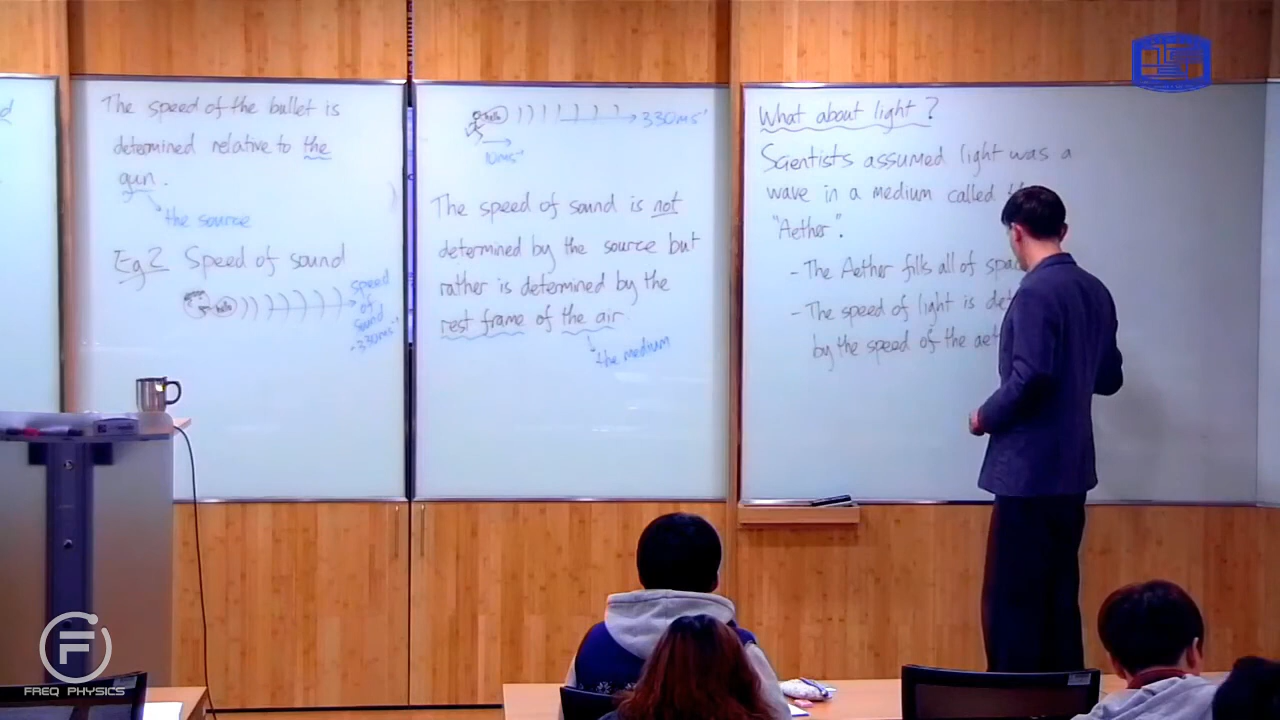 The speed of the bullet is
determined relative to the
gun.
the source
Eg 2 Speed of sound
hello
speed
of
sound
~330ms⁻¹
hello
330ms⁻¹
10ms⁻¹
The speed of sound is not
determined by the source but
rather is determined by the
rest frame of the air.
the medium
What about light?
Scientists assumed light was a
wave in a medium called
"Aether".
- The Aether fills all of
- The speed of light is
by the speed of the
FREQ PHYSICS